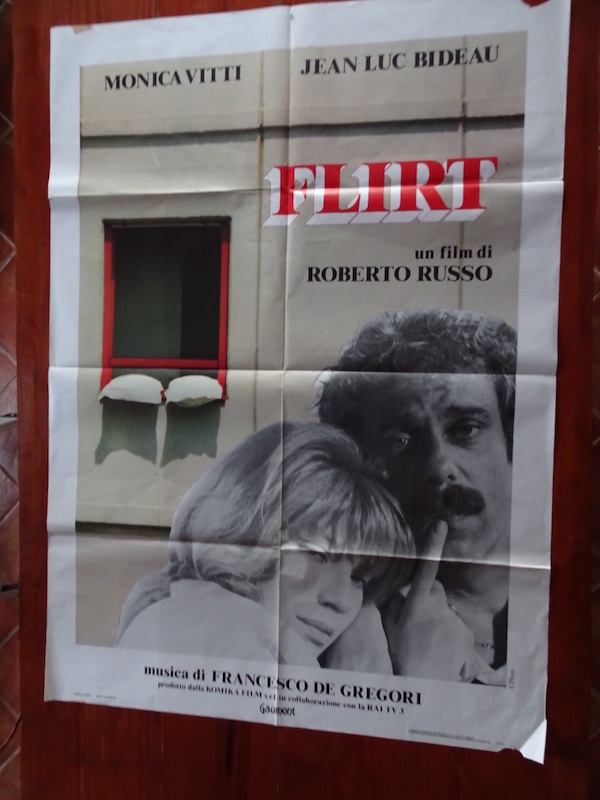 MONICA VITTI
JEAN LUC BIDEAU
FLIRT
un film di
ROBERTO RUSSO
musica di FRANCESCO DE GREGORI
prodotto dalla KOMIKA FILM s.r.l. in collaborazione con la RAI TV 3
Gaumont